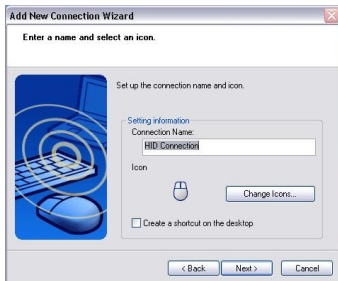 Add New Connection Wizard
Enter a name and select an icon.
Set up the connection name and icon.
Setting information
Connection Name:
HID Connection
Icon
Change Icons...
Create a shortcut on the desktop
< Back
Next >
Cancel